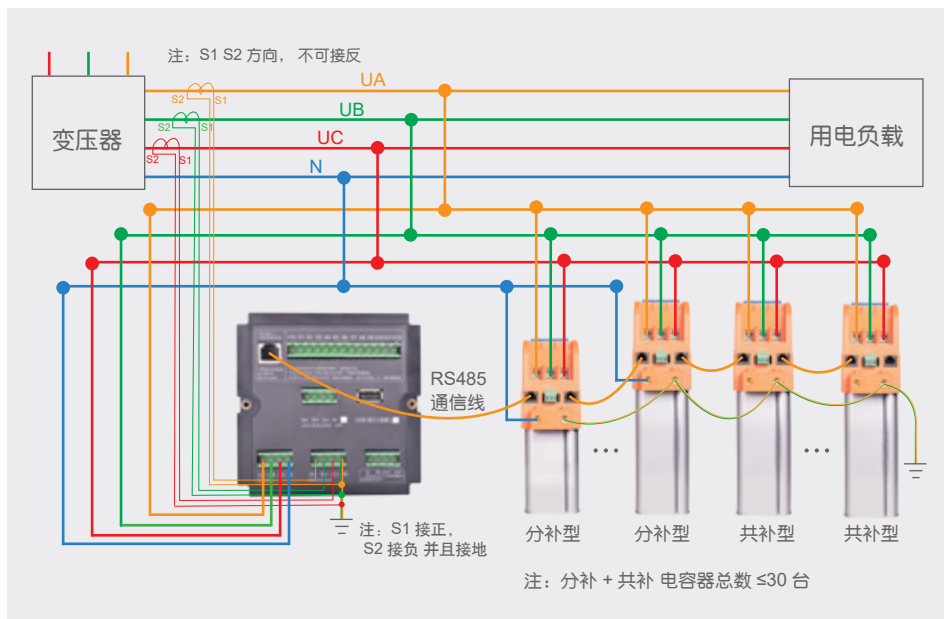 注：S1 S2 方向， 不可接反
UA
S2
S1
UB
S2
S1
变压器
用电负载
UC
S2
S1
N
RS485
通信线
注：S1 接正，
S2 接负 并且接地
分补型
分补型
共补型
共补型
注：分补 + 共补 电容器总数 ≤30 台